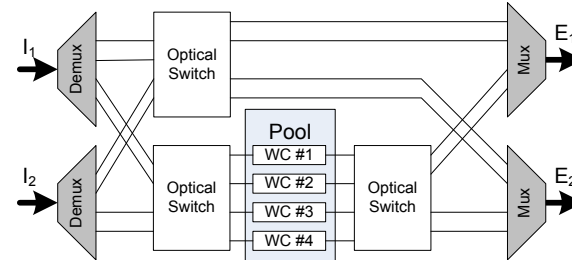 I1
Demux
Optical
Switch
Mux
E1
Pool
WC #1
WC #2
WC #3
WC #4
I2
Demux
Optical
Switch
Optical
Switch
Mux
E2